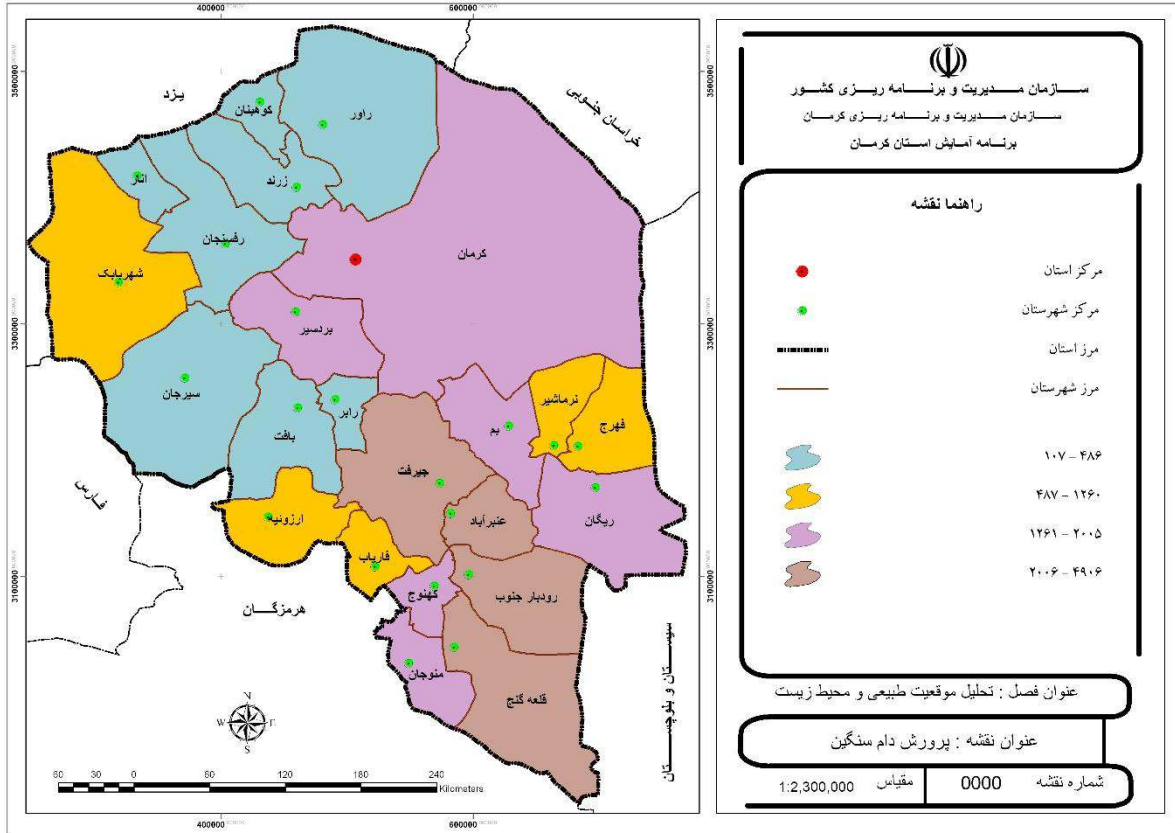 400000
600000
3500000
3500000
3300000
3300000
3100000
3100000
400000
600000
یزد
خراسان جنوبی
کوهبنان
راور
انار
زرند
رفسنجان
شهربابک
کرمان
بردسیر
سیرجان
بافت
رابر
بم
نرماشیر
فهرج
جیرفت
عنبرآباد
ریگان
ارزوئیه
فاریاب
کهنوج
رودبار جنوب
منوجان
قلعه گنج
فارس
هرمزگان
سیستان و بلوچستان
N
W
E
S
60 30 0 60 120 180 240
Kilometers
سازمان مدیریت و برنامه ریزی کشور
سازمان مدیریت و برنامه ریزی کرمان
برنامه آمایش استان کرمان
راهنما نقشه
مرکز استان
مرکز شهرستان
مرز استان
مرز شهرستان
۱۰۷ – ۴۸۶
۴۸۷ – ۱۲۶۰
۱۲۶۱ – ۲۰۰۵
۲۰۰۶ – ۴۹۰۶
عنوان فصل : تحلیل موقعیت طبیعی و محیط زیست
عنوان نقشه : پرورش دام سنگین
شماره نقشه 0000 مقیاس 1:2,300,000